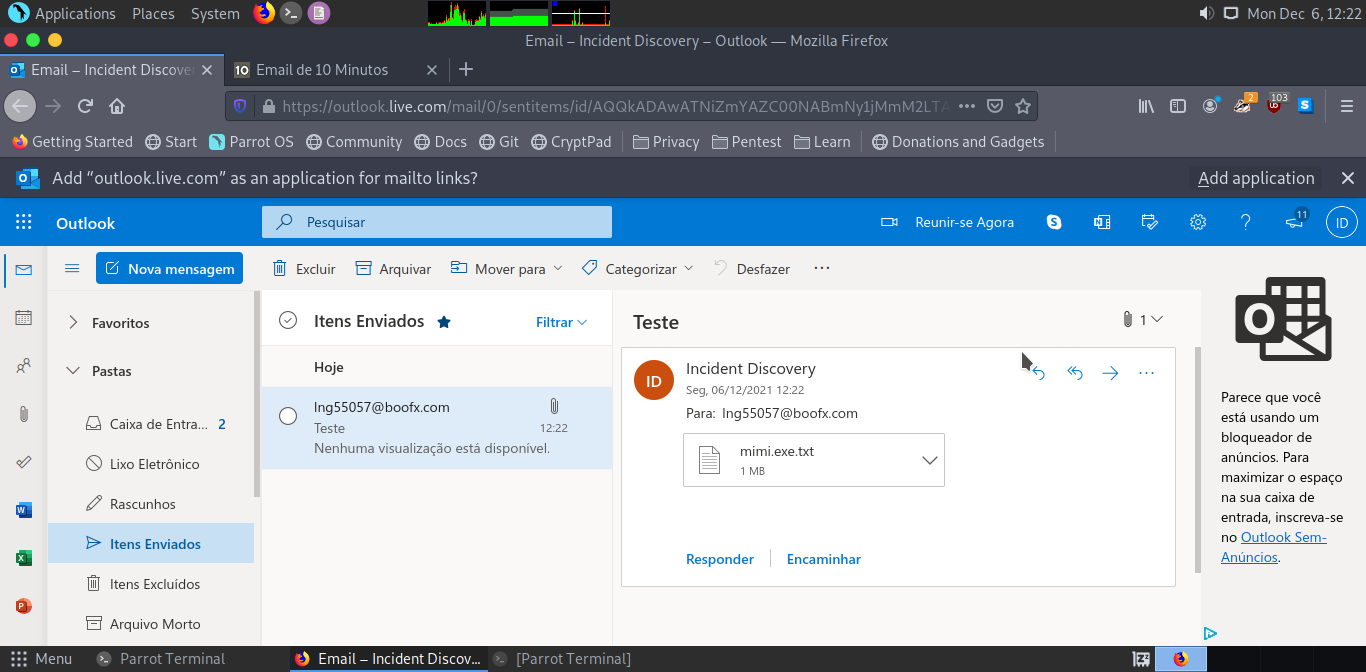 Applications Places System Mon Dec 6, 12:22
Email – Incident Discovery – Outlook — Mozilla Firefox
Email – Incident Discove
10 Email de 10 Minutos
https://outlook.live.com/mail/0/sentitems/id/AQQkADAwATNiZmYAZC00NABmNy1jMmM2LTA
2 103 S
Getting Started Start Parrot OS Community Docs Git CryptPad Privacy Pentest Learn Donations and Gadgets
Add “outlook.live.com” as an application for mailto links? Add application
Outlook Pesquisar Reunir-se Agora 11 ID
Nova mensagem Excluir Arquivar Mover para Categorizar Desfazer
Favoritos
Pastas
Caixa de Entra... 2
Lixo Eletrônico
Rascunhos
Itens Enviados
Itens Excluídos
Arquivo Morto
Itens Enviados Filtrar
Hoje
lng55057@boofx.com
Teste 12:22
Nenhuma visualização está disponível.
Teste 1
ID Incident Discovery
Seg, 06/12/2021 12:22
Para: lng55057@boofx.com
mimi.exe.txt
1 MB
Responder Encaminhar
Parece que você
está usando um
bloqueador de
anúncios. Para
maximizar o espaço
na sua caixa de
entrada, inscreva-se
no Outlook Sem-
Anúncios.
Menu Parrot Terminal Email – Incident Discov... [Parrot Terminal]